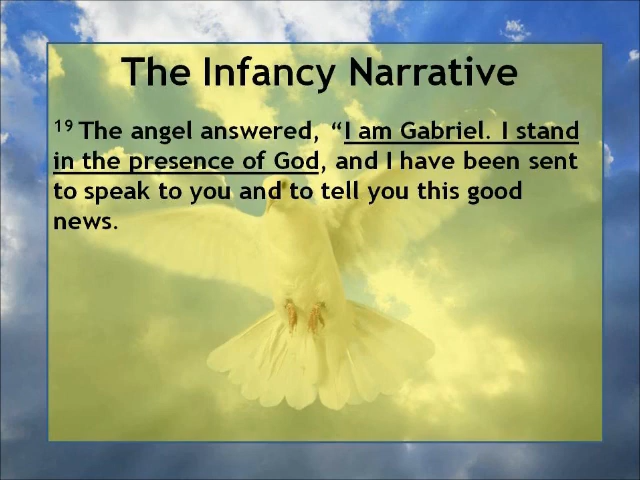 The Infancy Narrative
19 The angel answered, “I am Gabriel. I stand
in the presence of God, and I have been sent
to speak to you and to tell you this good
news.